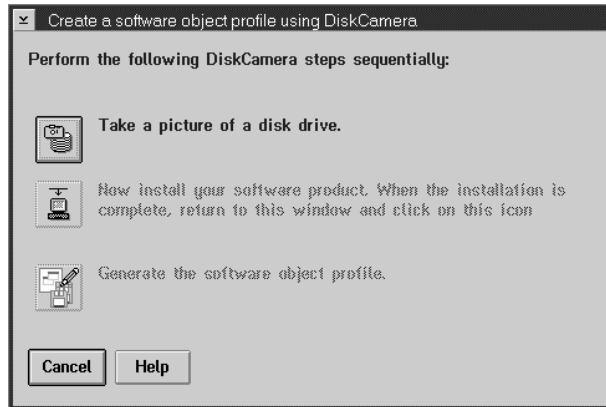 Create a software object profile using DiskCamera
Perform the following DiskCamera steps sequentially:
Take a picture of a disk drive.
Now install your software product. When the installation is
complete, return to this window and click on this icon
Generate the software object profile.
Cancel Help